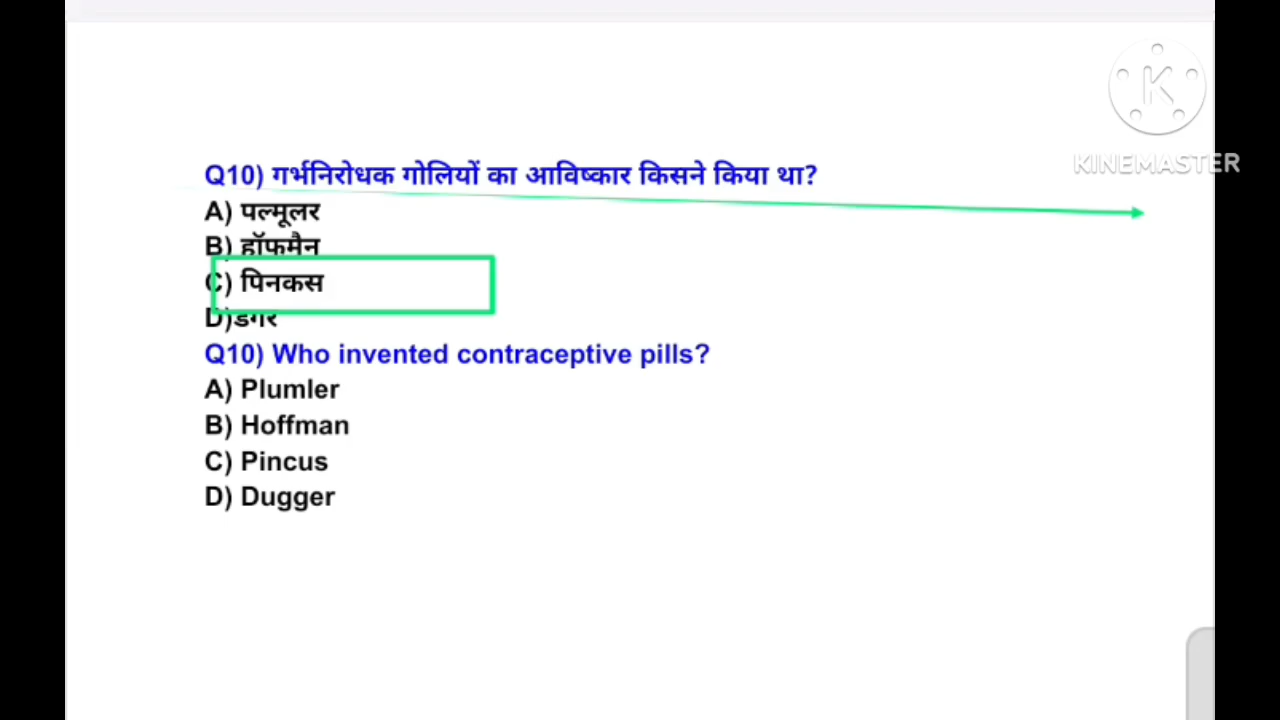 KINEMASTER
Q10) गर्भनिरोधक गोलियों का आविष्कार किसने किया था?
A) पल्मूलर
B) हॉफमैन
C) पिनकस
D)डगर
Q10) Who invented contraceptive pills?
A) Plumler
B) Hoffman
C) Pincus
D) Dugger